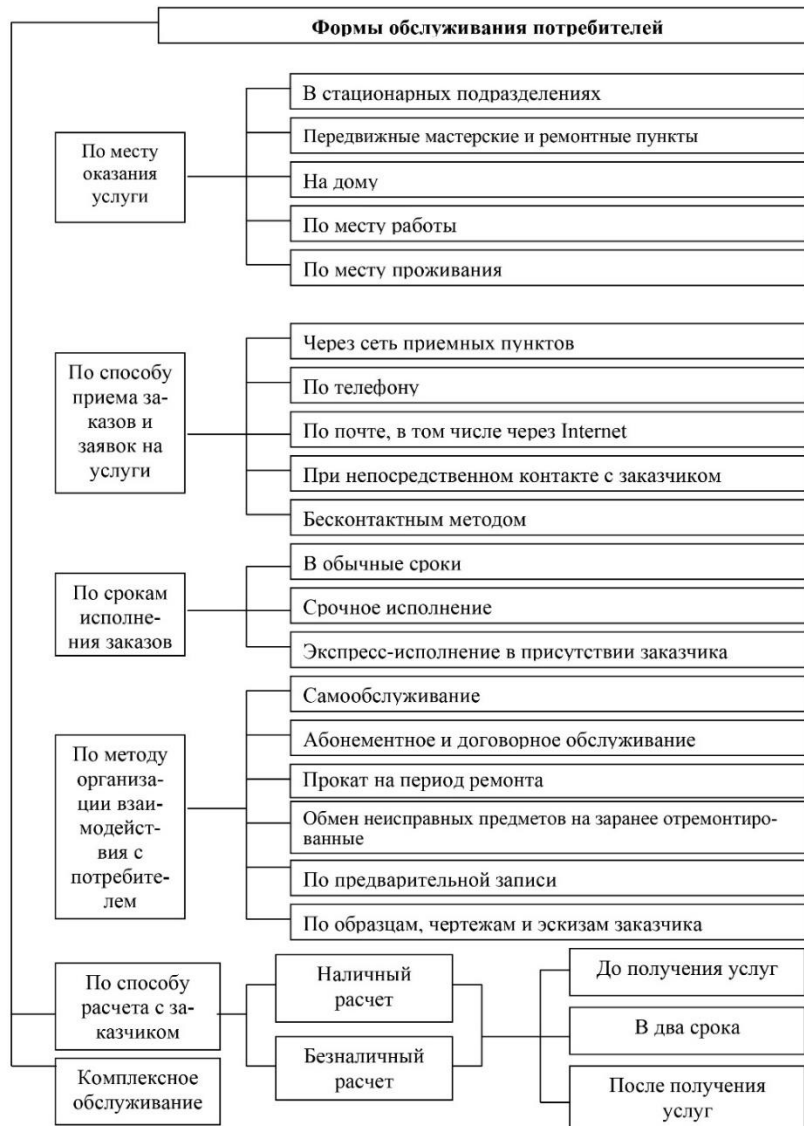 Формы обслуживания потребителей
По месту
оказания
услуги
В стационарных подразделениях
Передвижные мастерские и ремонтные пункты
На дому
По месту работы
По месту проживания
По способу
приема за-
казов и
заявок на
услуги
Через сеть приемных пунктов
По телефону
По почте, в том числе через Internet
При непосредственном контакте с заказчиком
Бесконтактным методом
По срокам
исполне-
ния заказов
В обычные сроки
Срочное исполнение
Экспресс-исполнение в присутствии заказчика
По методу
организа-
ции взаи-
модейст-
вия с
потребите-
лем
Самообслуживание
Абонементное и договорное обслуживание
Прокат на период ремонта
Обмен неисправных предметов на заранее отремонтиро-
ванные
По предварительной записи
По образцам, чертежам и эскизам заказчика
По способу
расчета с за-
казчиком
Наличный
расчет
Безналичный
расчет
До получения услуг
В два срока
После получения
услуг
Комплексное
обслуживание